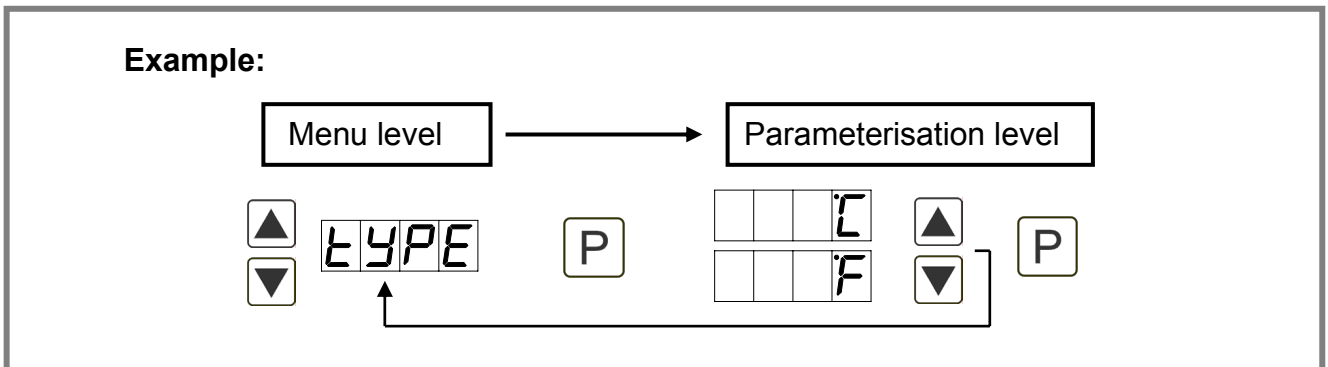 Example:
Menu level
Parameterisation level
tYPE
P
°C
°F
P